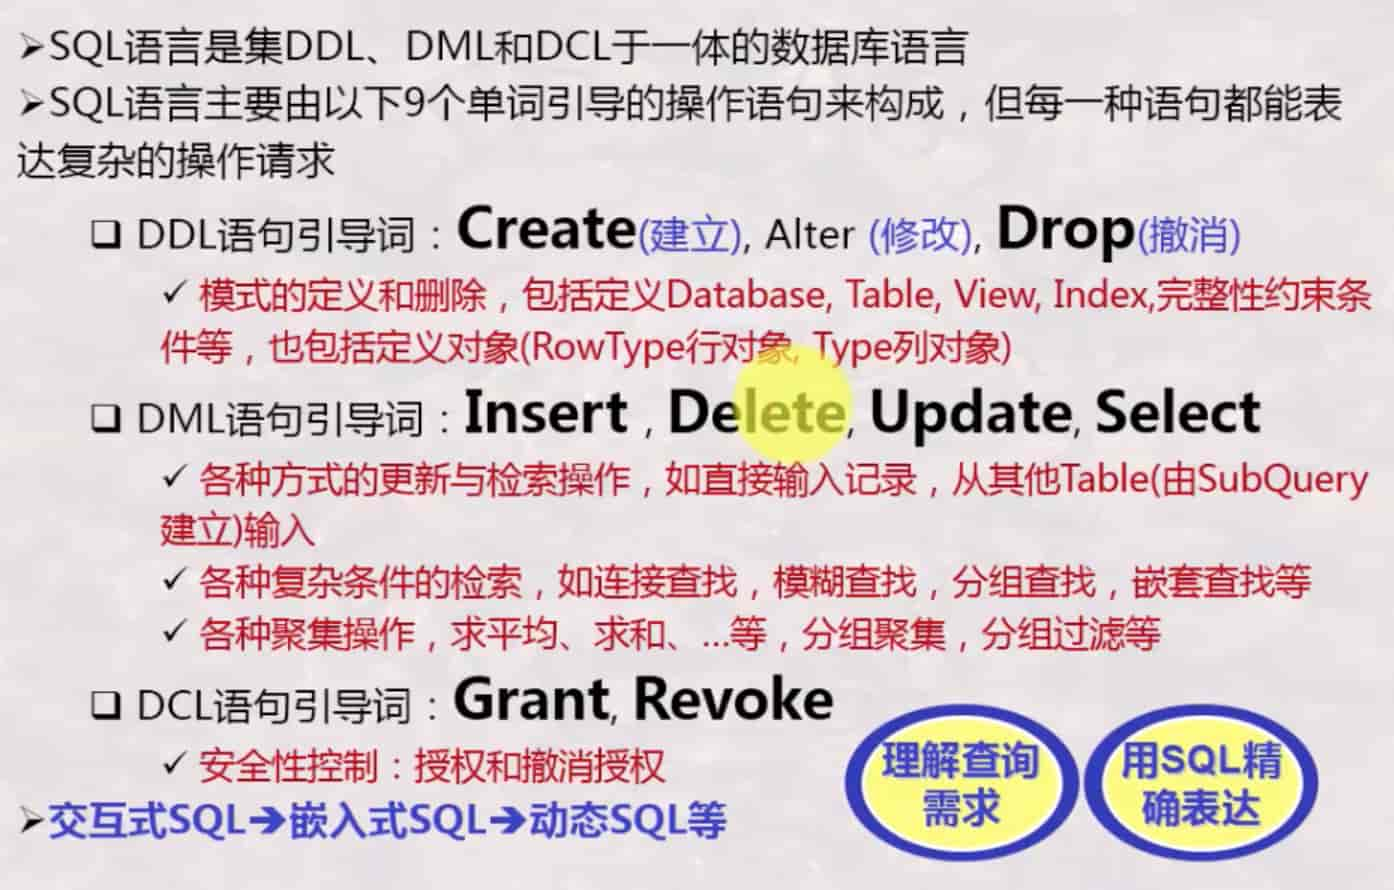 ➢SQL语言是集DDL、DML和DCL于一体的数据库语言
➢SQL语言主要由以下9个单词引导的操作语句来构成，但每一种语句都能表
达复杂的操作请求
❑ DDL语句引导词：Create(建立), Alter (修改), Drop(撤消)
✓ 模式的定义和删除，包括定义Database, Table, View, Index,完整性约束条
件等，也包括定义对象(RowType行对象, Type列对象)
❑ DML语句引导词：Insert , Delete, Update, Select
✓ 各种方式的更新与检索操作，如直接输入记录，从其他Table(由SubQuery
建立)输入
✓ 各种复杂条件的检索，如连接查找，模糊查找，分组查找，嵌套查找等
✓ 各种聚集操作，求平均、求和、…等，分组聚集，分组过滤等
❑ DCL语句引导词：Grant, Revoke
✓ 安全性控制：授权和撤消授权
➢交互式SQL➔嵌入式SQL➔动态SQL等
理解查询
需求
用SQL精
确表达